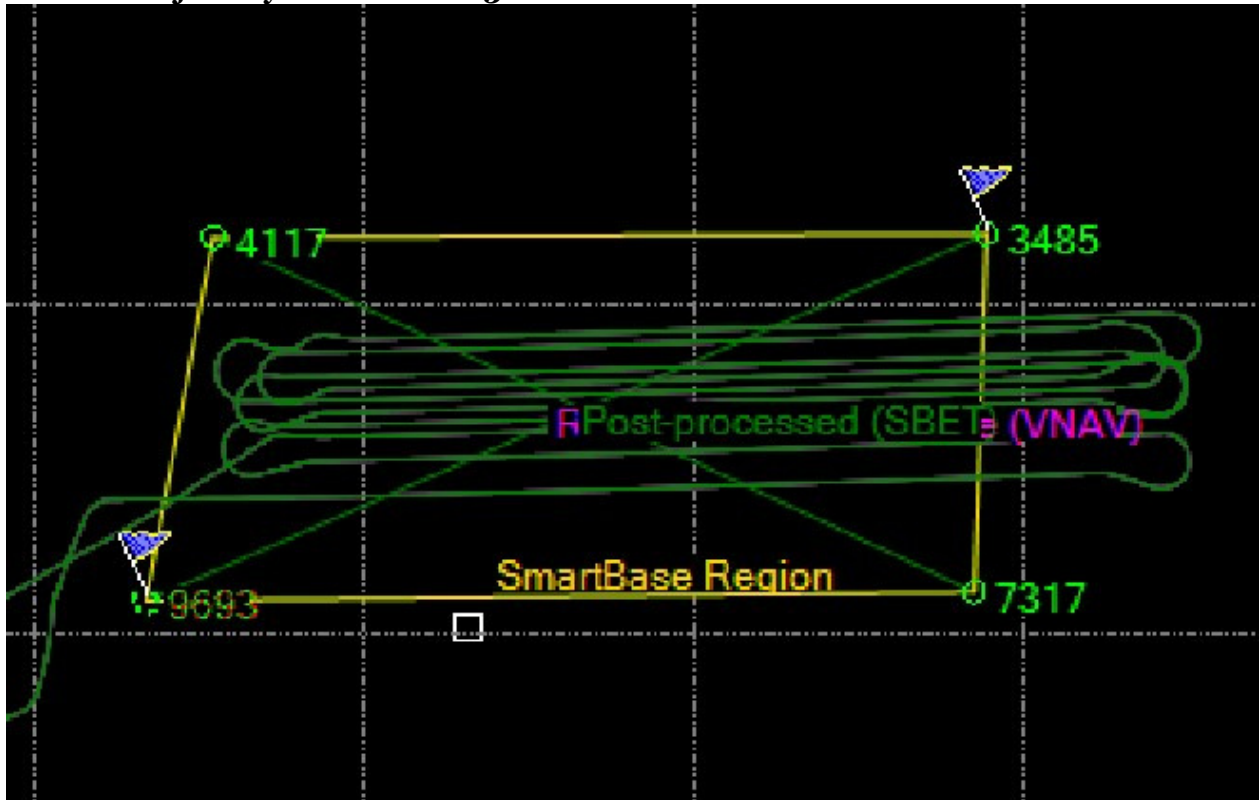 4117
3485
Post-processed (SBET) (VNAV)
SmartBase Region
9693
7317